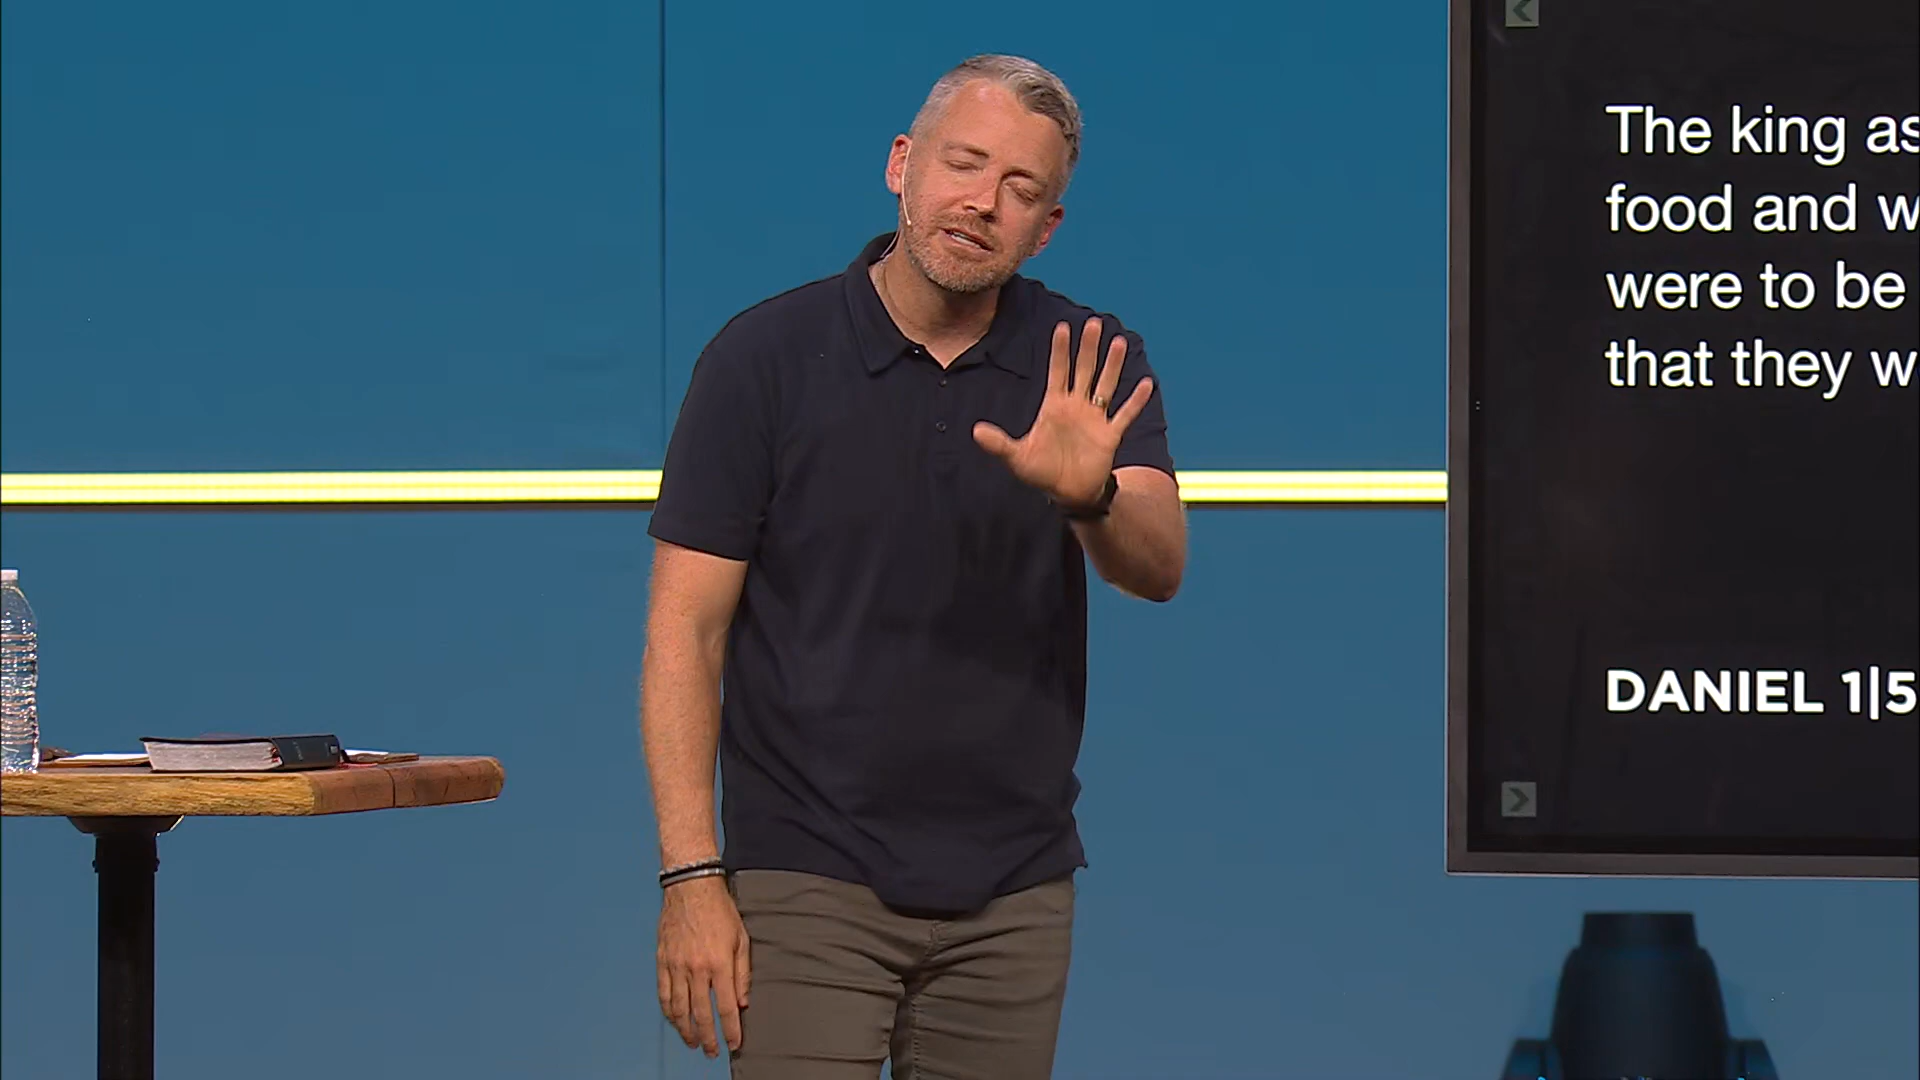 The king as
food and w
were to be
that they w
DANIEL 1|5